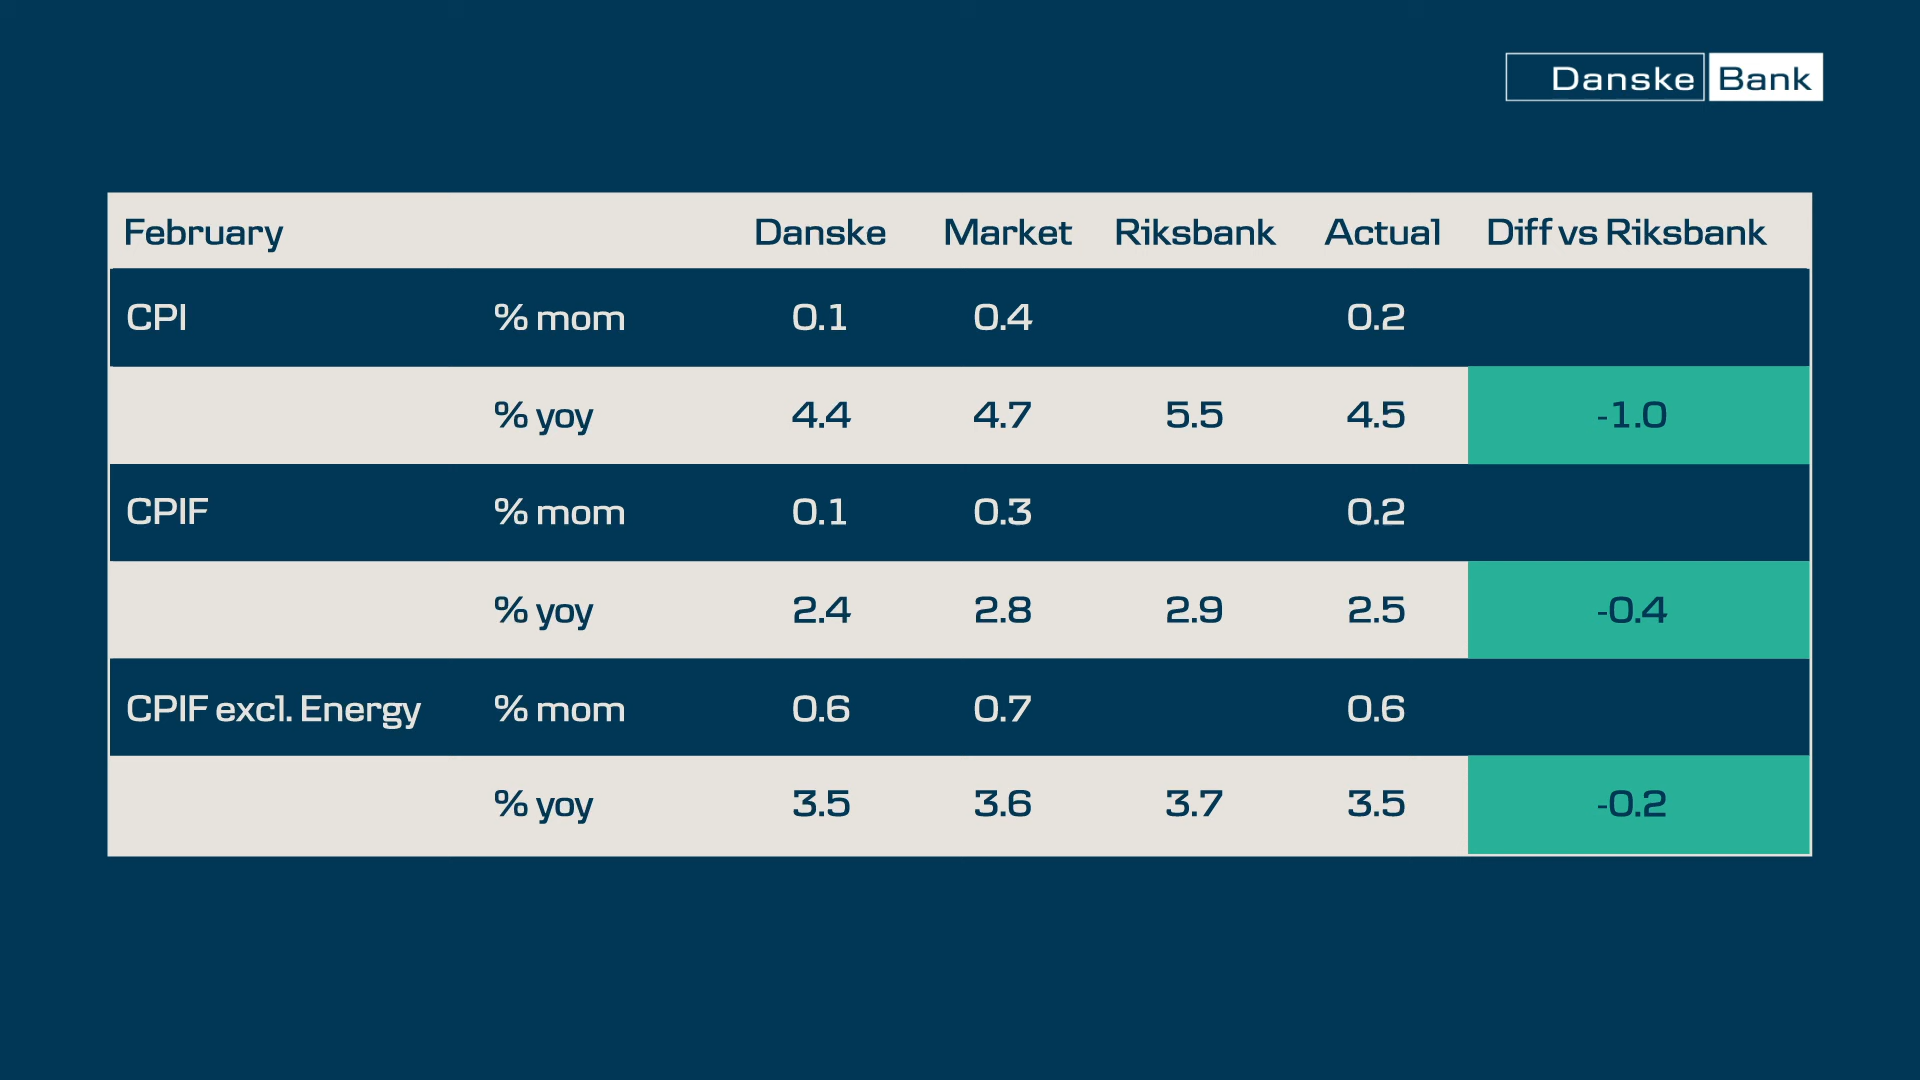 Danske Bank
February Danske Market Riksbank Actual Diff vs Riksbank
CPI % mom 0.1 0.4 0.2
% yoy 4.4 4.7 5.5 4.5 -1.0
CPIF % mom 0.1 0.3 0.2
% yoy 2.4 2.8 2.9 2.5 -0.4
CPIF excl. Energy % mom 0.6 0.7 0.6
% yoy 3.5 3.6 3.7 3.5 -0.2